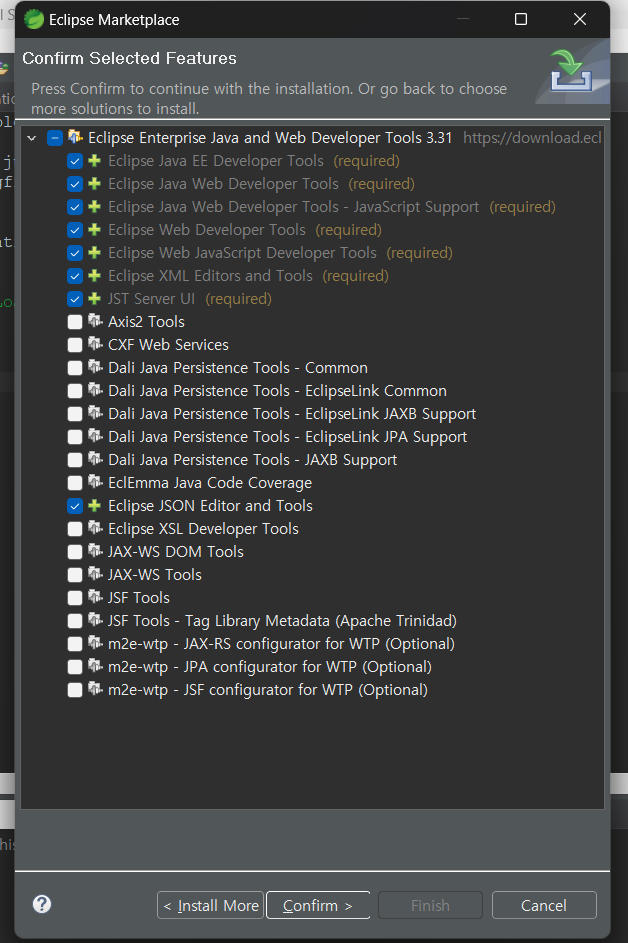 Eclipse Marketplace
Confirm Selected Features
Press Confirm to continue with the installation. Or go back to choose
more solutions to install.
Eclipse Enterprise Java and Web Developer Tools 3.31 https://download.ecl
Eclipse Java EE Developer Tools (required)
Eclipse Java Web Developer Tools (required)
Eclipse Java Web Developer Tools - JavaScript Support (required)
Eclipse Web Developer Tools (required)
Eclipse Web JavaScript Developer Tools (required)
Eclipse XML Editors and Tools (required)
JST Server UI (required)
Axis2 Tools
CXF Web Services
Dali Java Persistence Tools - Common
Dali Java Persistence Tools - EclipseLink Common
Dali Java Persistence Tools - EclipseLink JAXB Support
Dali Java Persistence Tools - EclipseLink JPA Support
Dali Java Persistence Tools - JAXB Support
EclEmma Java Code Coverage
Eclipse JSON Editor and Tools
Eclipse XSL Developer Tools
JAX-WS DOM Tools
JAX-WS Tools
JSF Tools
JSF Tools - Tag Library Metadata (Apache Trinidad)
m2e-wtp - JAX-RS configurator for WTP (Optional)
m2e-wtp - JPA configurator for WTP (Optional)
m2e-wtp - JSF configurator for WTP (Optional)
< Install More Confirm > Finish Cancel